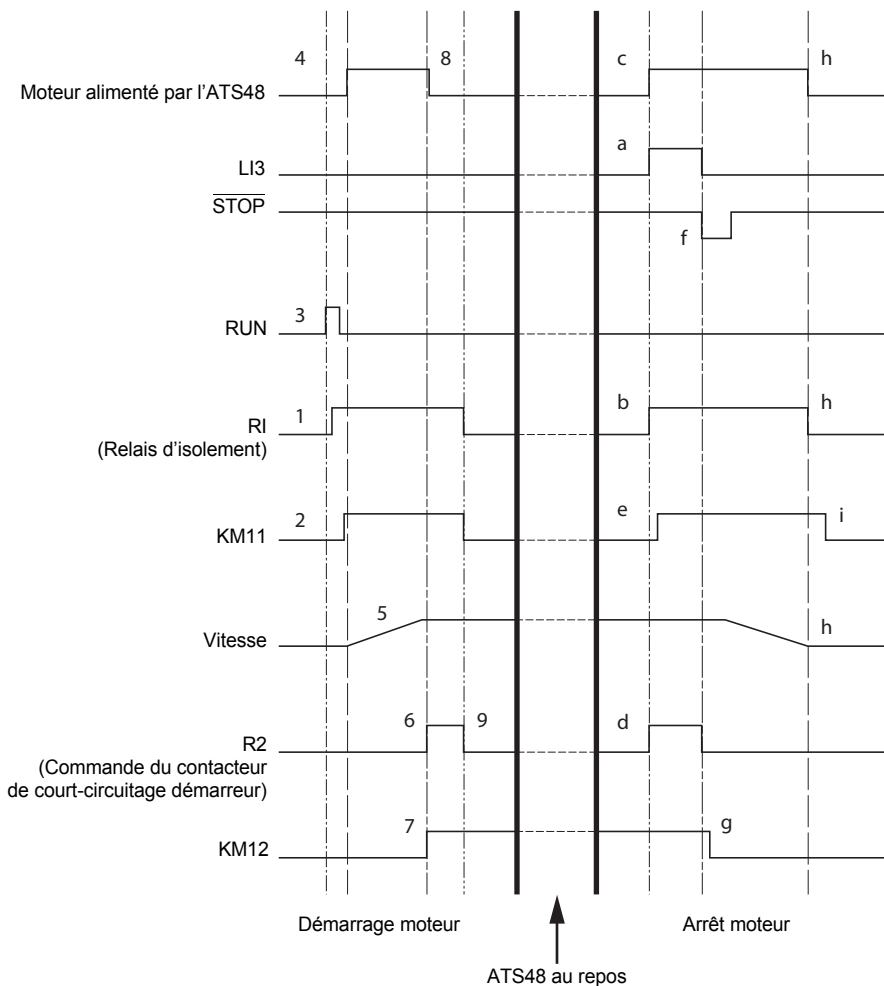 4 8 c h
Moteur alimenté par l'ATS48
a
LI3
STOP
f
3
RUN
1 b h
RI
(Relais d'isolement)
2 e i
KM11
5
Vitesse h
6 9 d
R2
(Commande du contacteur
de court-circuitage démarreur)
7 g
KM12
Démarrage moteur Arrêt moteur
ATS48 au repos